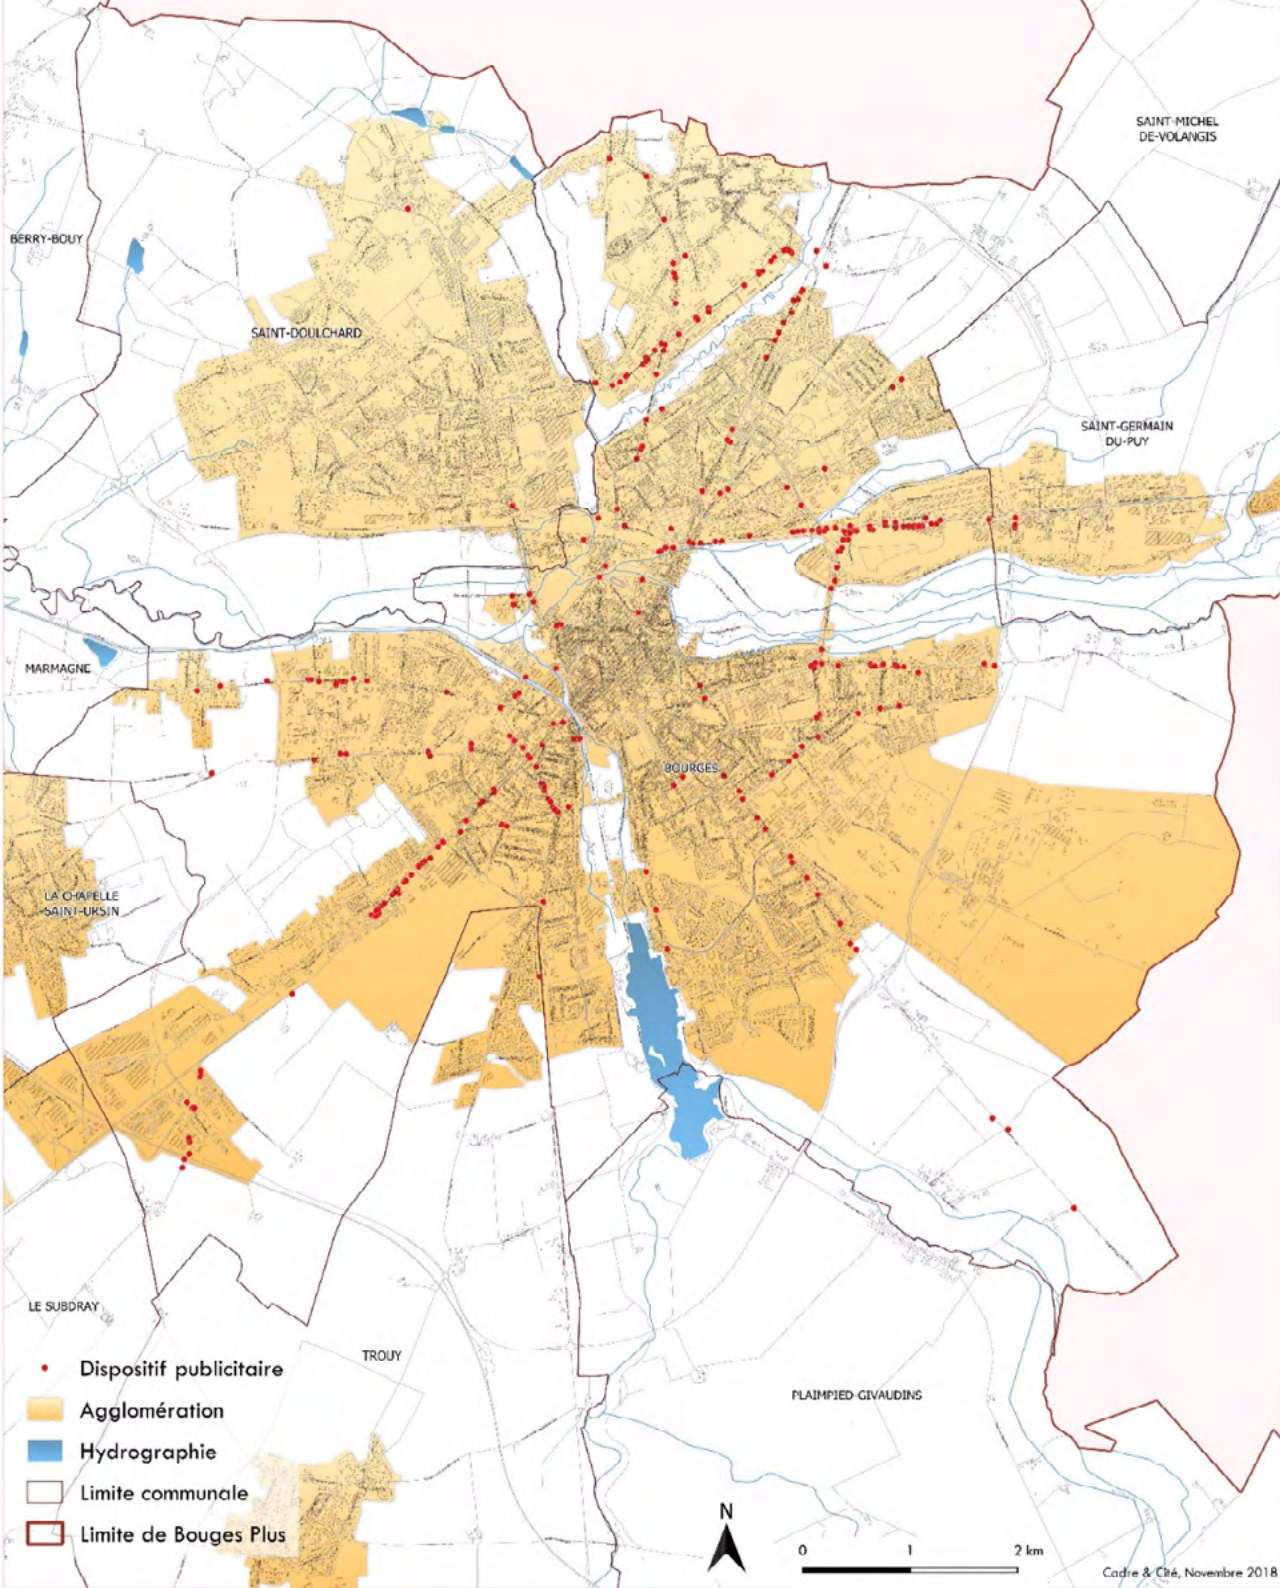 SAINT-MICHEL
DE-VOLANGIS
BERRY-BOUY
SAINT-DOULCHARD
SAINT-GERMAIN
DU-PUY
MARMAGNE
BOURGES
LA CHAPELLE
SAINT-URSIN
LE SUBDRAY
TROUY
PLAIMPIED-GIVAUDINS
Dispositif publicitaire
Agglomération
Hydrographie
Limite communale
Limite de Bouges Plus
N
0 1 2 km
Cadre & Cité, Novembre 2018